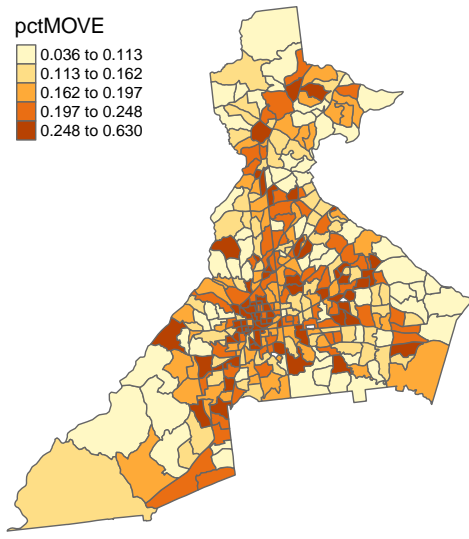 pctMOVE
0.036 to 0.113
0.113 to 0.162
0.162 to 0.197
0.197 to 0.248
0.248 to 0.630